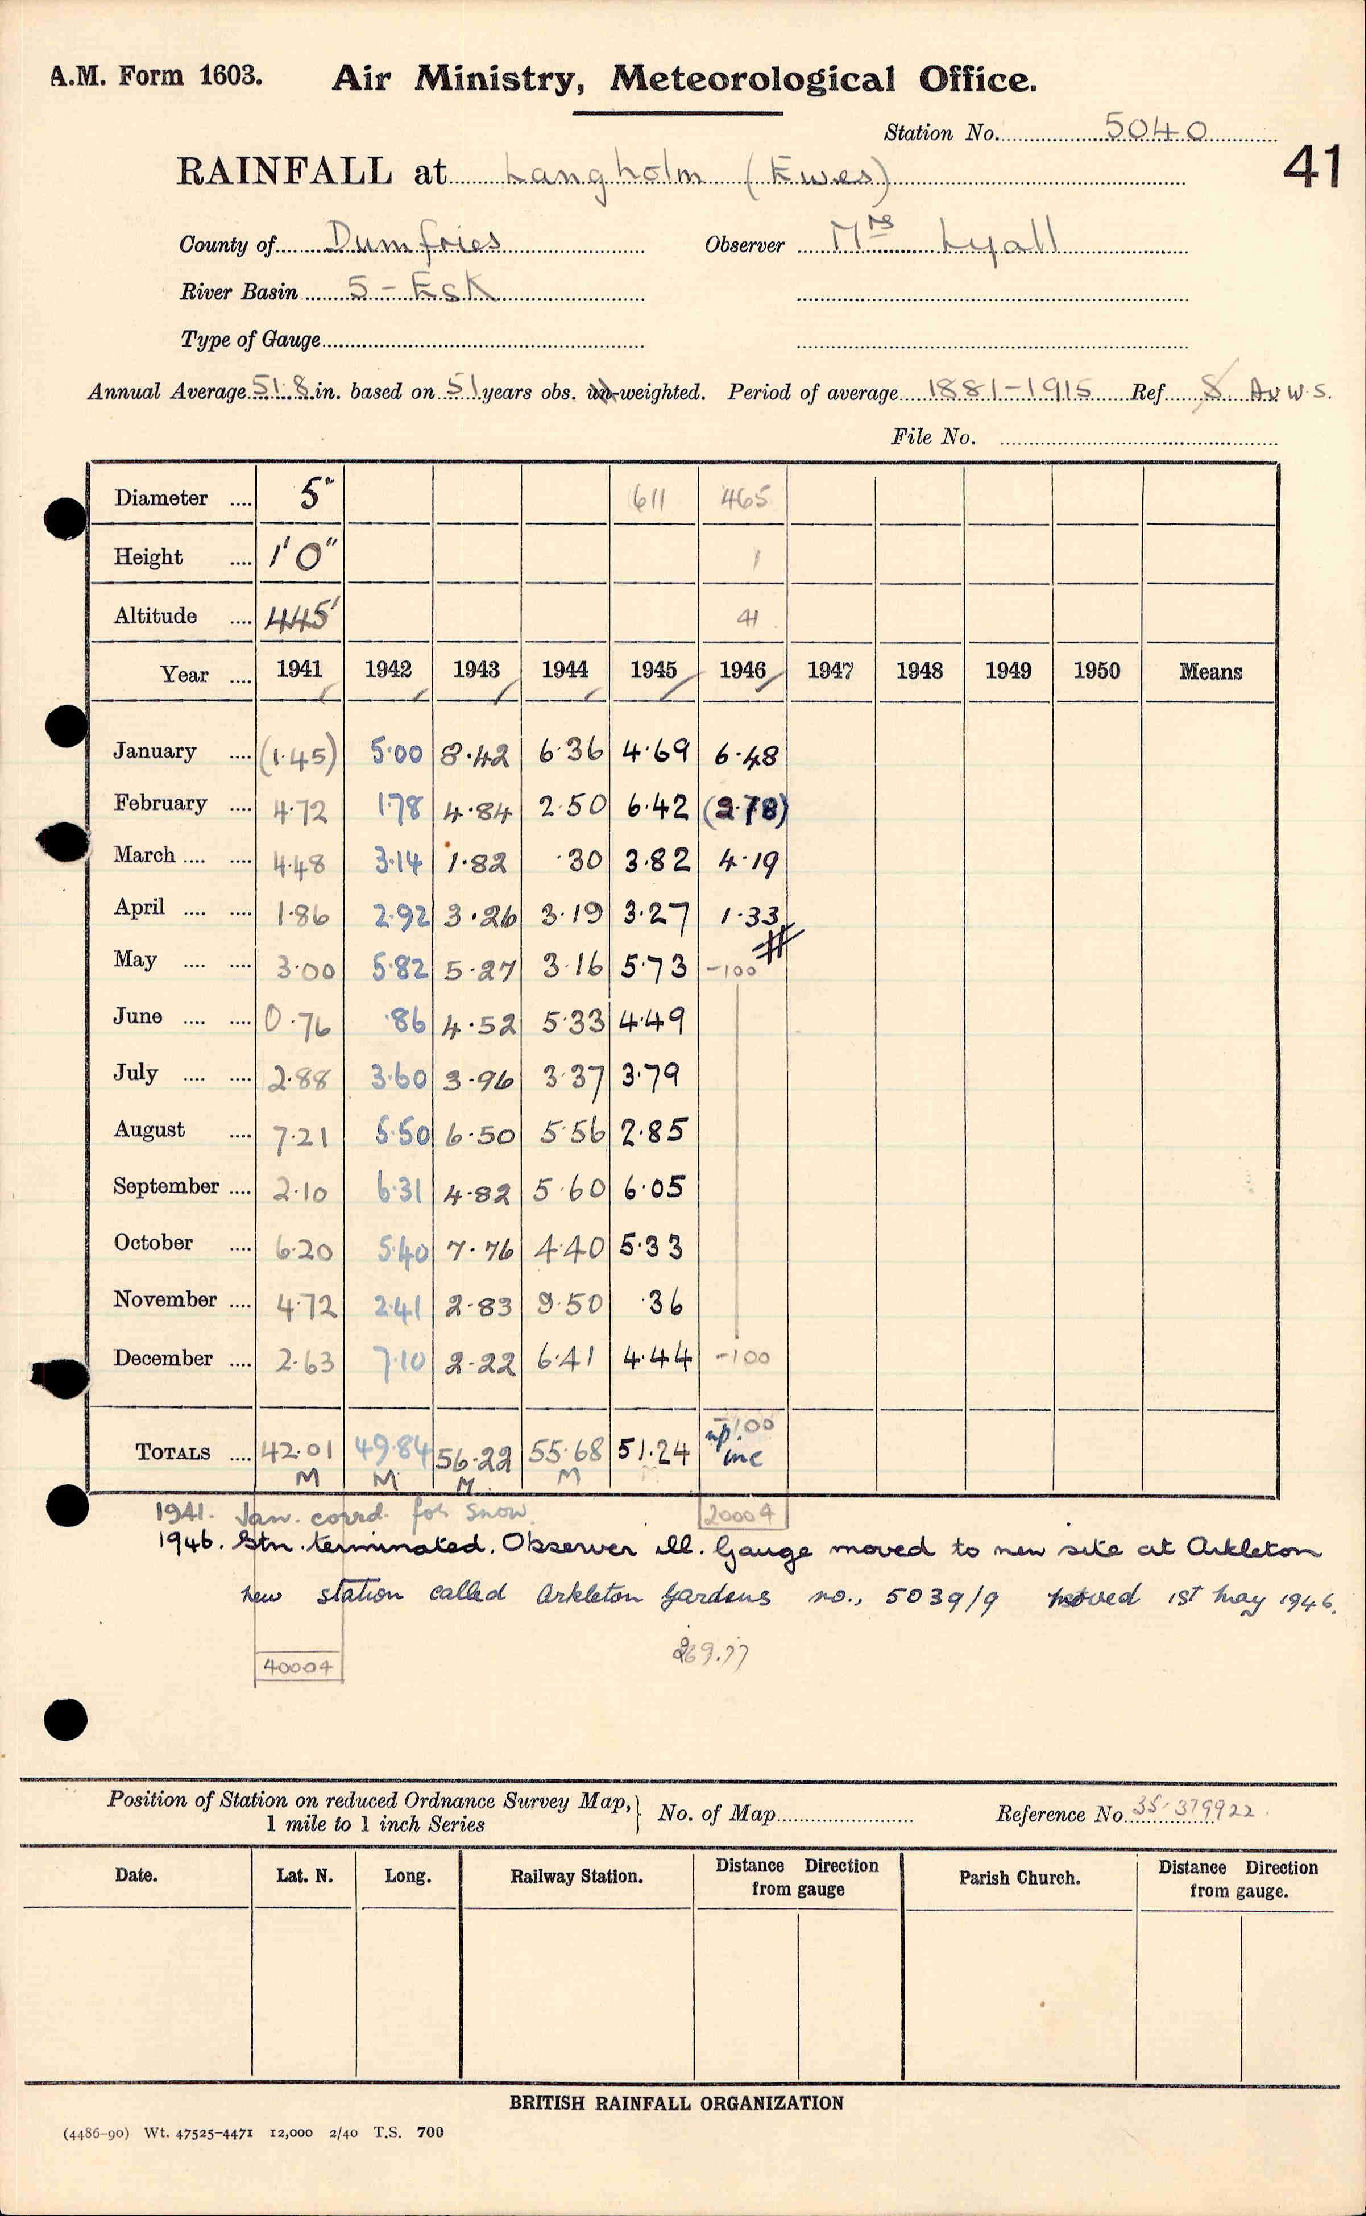 A.M. Form 1603. Air Ministry, Meteorological Office.
Station No. 5040
41
RAINFALL at Langholm (Ewes)
County of Dumfries Observer Mrs Lyall
River Basin 5 - Esk
Type of Gauge
Annual Average 51.8 in. based on 51 years obs. un-weighted. Period of average 1881-1915 Ref. 8 Av W.S.
File No.
Diameter 5" 611 465
Height 1'0" 1
Altitude 445' 41
Year 1941 1942 1943 1944 1945 1946 1947 1948 1949 1950 Means
January (1.45) 5.00 8.42 6.36 4.69 6.48
February 4.72 1.78 4.84 2.50 6.42 (2.78)
March 4.48 3.14 1.82 .30 3.82 4.19
April 1.86 2.92 3.26 3.19 3.27 1.33
May 3.00 5.82 5.27 3.16 5.73 -100
June 0.76 .86 4.52 5.33 4.49
July 2.88 3.60 3.96 3.37 3.79
August 7.21 5.50 6.50 5.56 2.85
September 2.10 6.31 4.82 5.60 6.05
October 6.20 5.40 7.76 4.40 5.33
November 4.72 2.41 2.83 9.50 .36
December 2.63 7.10 2.22 6.41 4.44 -100
TOTALS 42.01 49.84 56.22 55.68 51.24 -100
inc
M M M M
1941. Jan. corrd. for snow. 20004
1946. Stn. terminated. Observer ill. Gauge moved to new site at Arkleton
new station called Arkleton Gardens no., 5039/9 moved 1st May 1946.
269.77
40004
Position of Station on reduced Ordnance Survey Map, 1 mile to 1 inch Series No. of Map Reference No. 35-379922
Date. Lat. N. Long. Railway Station. Distance from gauge Direction Parish Church. Distance from gauge. Direction
BRITISH RAINFALL ORGANIZATION
(4486-90) Wt. 47525-4471 12,000 2/40 T.S. 700